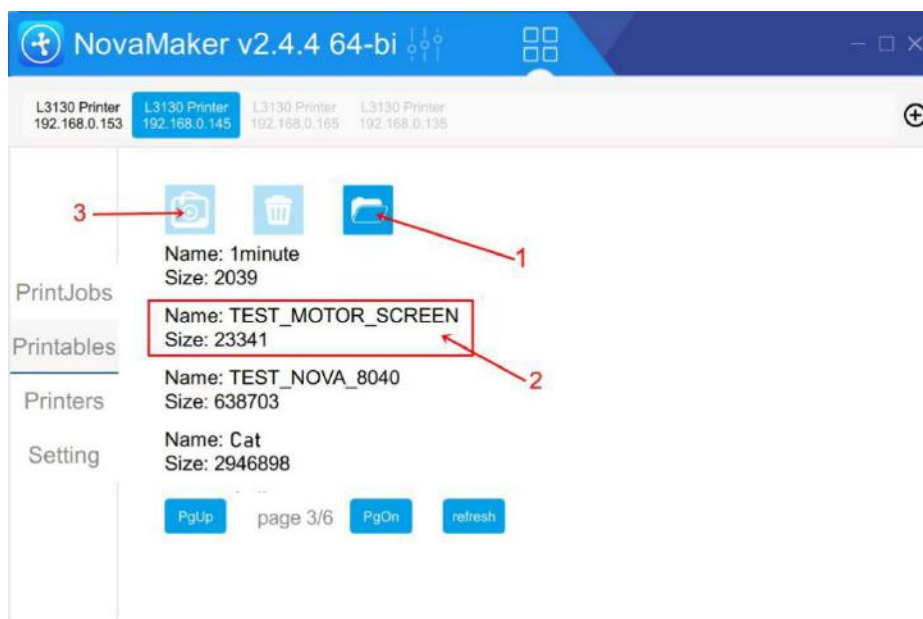 NovaMaker v2.4.4 64-bi
L3130 Printer L3130 Printer L3130 Printer L3130 Printer
192.168.0.153 192.168.0.145 192.168.0.165 192.168.0.135
3
1
Name: 1minute
Size: 2039
PrintJobs
Name: TEST_MOTOR_SCREEN
Size: 23341
Printables
2
Name: TEST_NOVA_8040
Size: 638703
Printers
Name: Cat
Size: 2946898
Setting
PgUp page 3/6 PgOn refresh